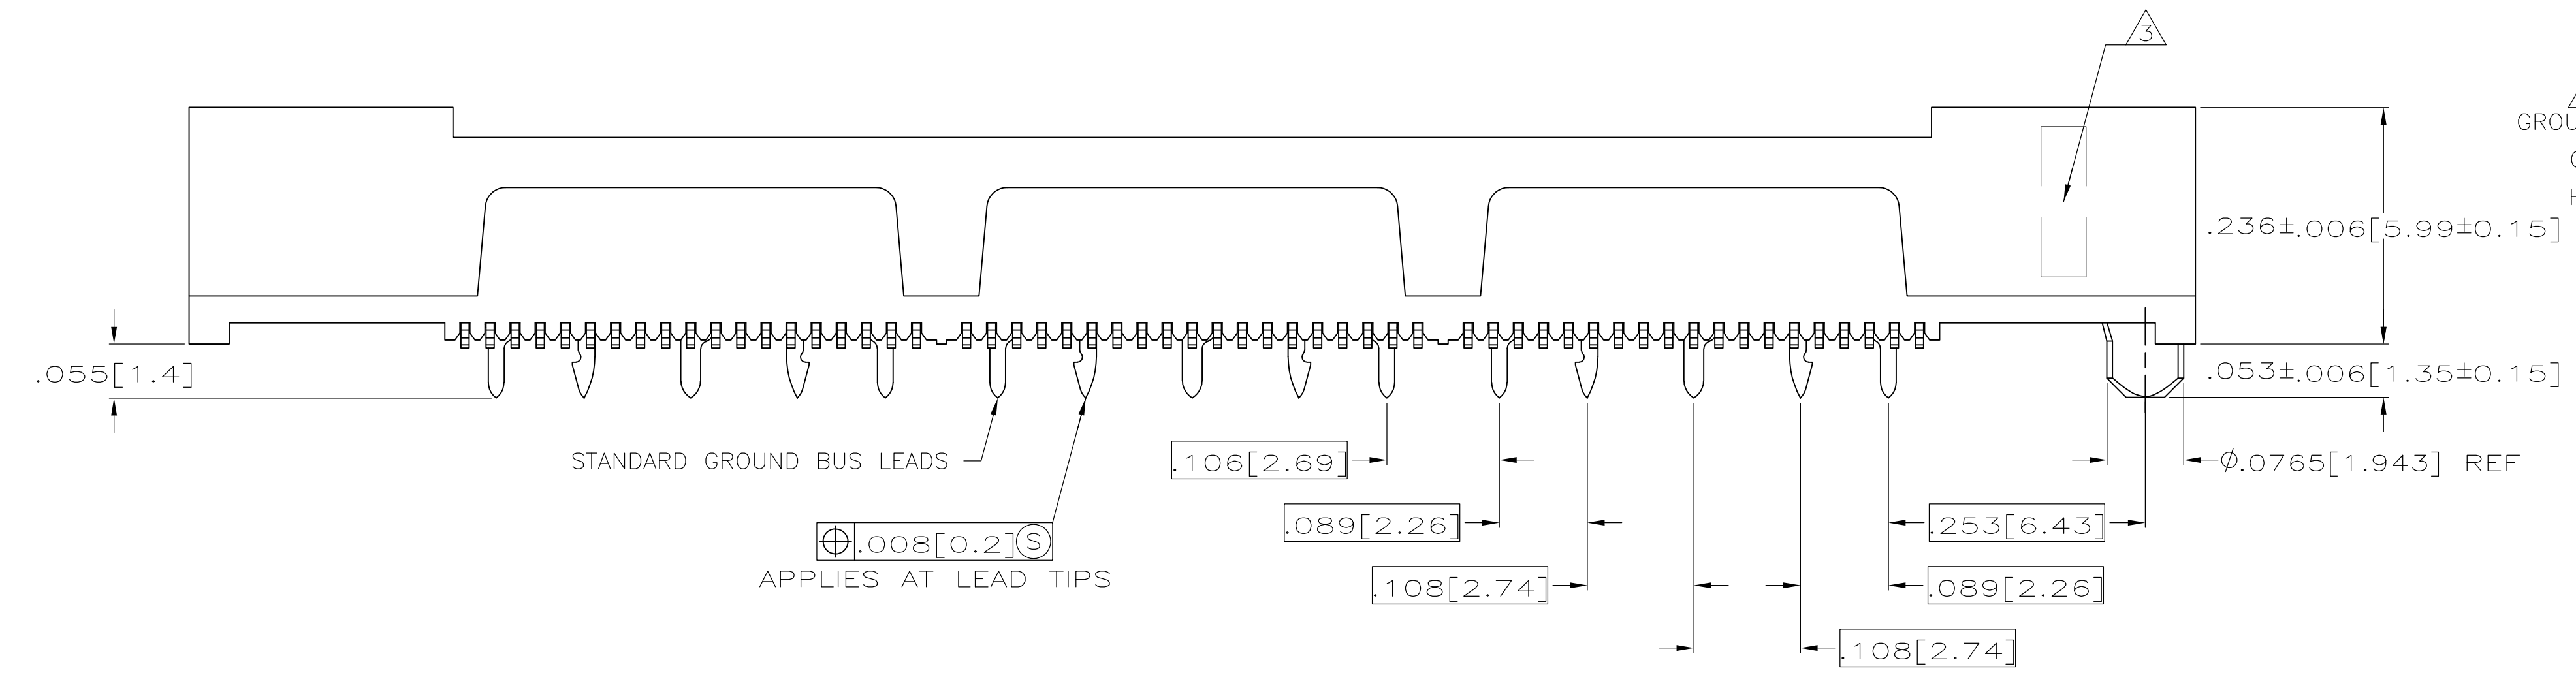 3
GROU
.236±.006[5.99±0.15]
.055[1.4]
.053±.006[1.35±0.15]
STANDARD GROUND BUS LEADS
.106[2.69]
Ø.0765[1.943] REF
.089[2.26]
.253[6.43]
⌖ .008[0.2] Ⓢ
APPLIES AT LEAD TIPS
.108[2.74]
.089[2.26]
.108[2.74]